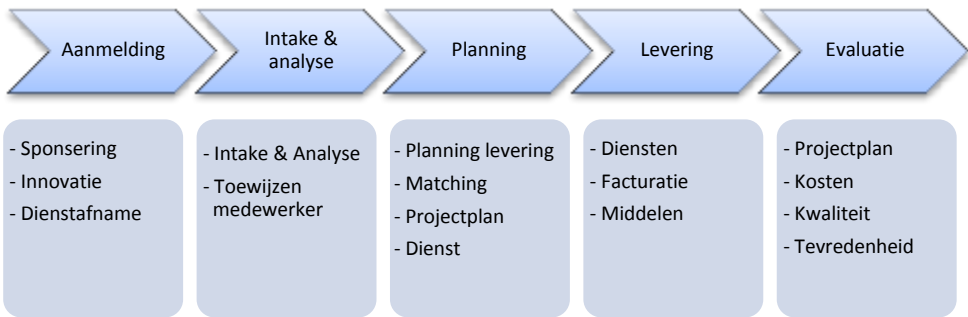 Aanmelding
Intake &
analyse
Planning
Levering
Evaluatie
- Sponsering
- Innovatie
- Dienstafname
- Intake & Analyse
- Toewijzen
medewerker
- Planning levering
- Matching
- Projectplan
- Dienst
- Diensten
- Facturatie
- Middelen
- Projectplan
- Kosten
- Kwaliteit
- Tevredenheid